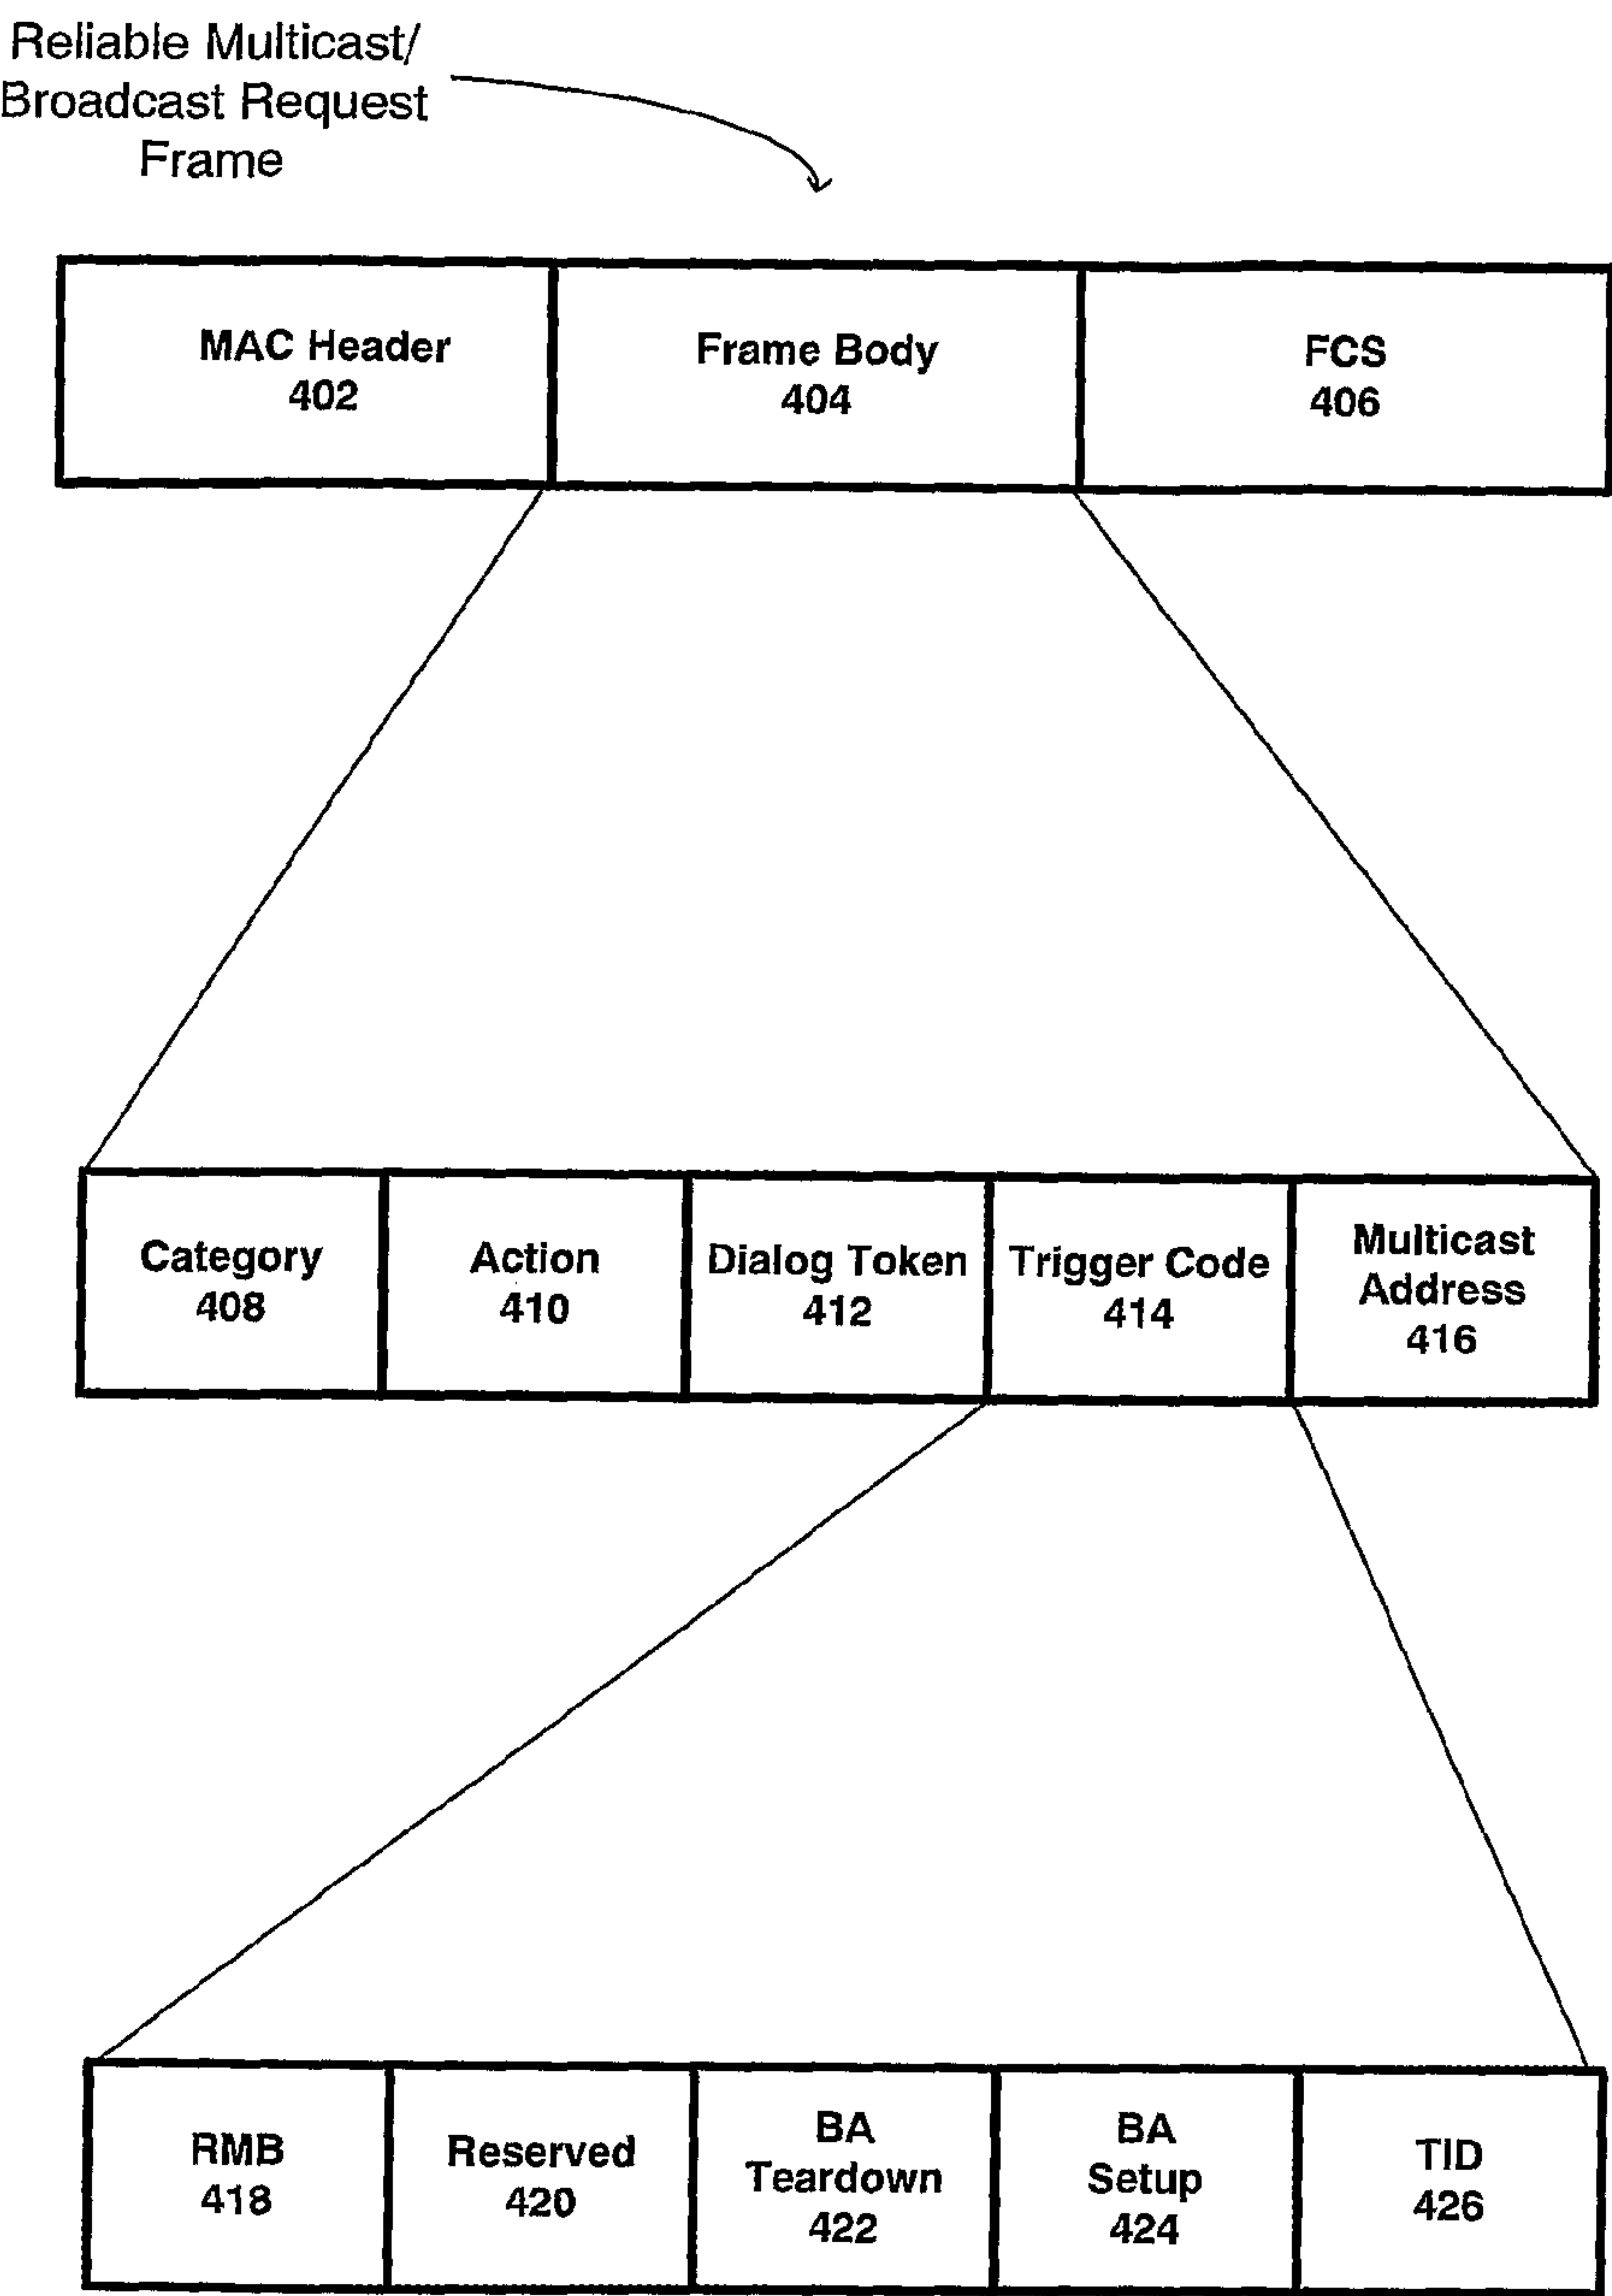 Reliable Multicast/
Broadcast Request
Frame
MAC Header
402
Frame Body
404
FCS
406
Category
408
Action
410
Dialog Token
412
Trigger Code
414
Multicast
Address
416
RMB
418
Reserved
420
BA
Teardown
422
BA
Setup
424
TID
426